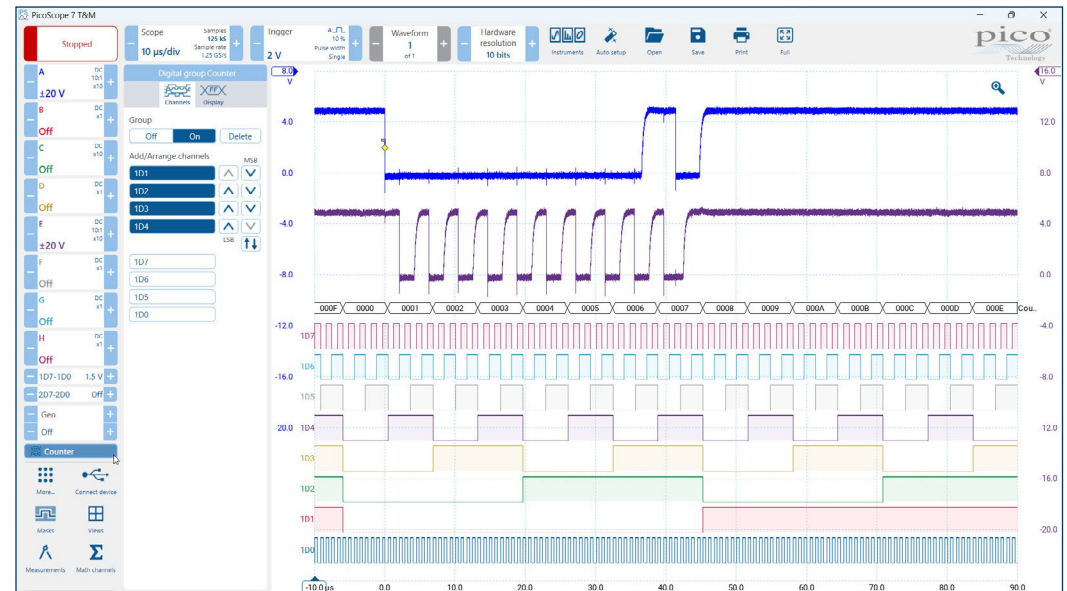 PicoScope 7 T&M
Stopped
Scope
10 µs/div
Samples
125 kS
Sample rate
1.25 GS/s
Trigger
2 V
10 %
Pulse width
Single
Waveform
1
of 1
Hardware
resolution
10 bits
Instruments
Auto setup
Open
Save
Print
Full
pico
Technology
A
DC
10:1
x10
±20 V
B
DC
x1
Off
C
DC
x10
Off
D
DC
x1
Off
E
DC
10:1
x10
±20 V
F
DC
x1
Off
G
DC
x1
Off
H
DC
x1
Off
1D7-1D0 1.5 V
2D7-2D0 Off
Gen
Off
Counter
More...
Connect device
Masks
Views
Measurements
Math channels
Digital group Counter
Channels
Display
Group
Off On Delete
Add/Arrange channels
MSB
1D1
1D2
1D3
1D4
LSB
1D7
1D6
1D5
1D0
8.0
V
4.0
0.0
-4.0
-8.0
-12.0
-16.0
20.0
16.0
V
12.0
8.0
4.0
0.0
-4.0
-8.0
12.0
16.0
-20.0
000F 0000 0001 0002 0003 0004 0005 0006 0007 0008 0009 000A 000B 000C 000D 000E Cou..
1D7
1D6
1D5
1D4
1D3
1D2
1D1
1D0
-10.0 µs 0.0 10.0 20.0 30.0 40.0 50.0 60.0 70.0 80.0 90.0